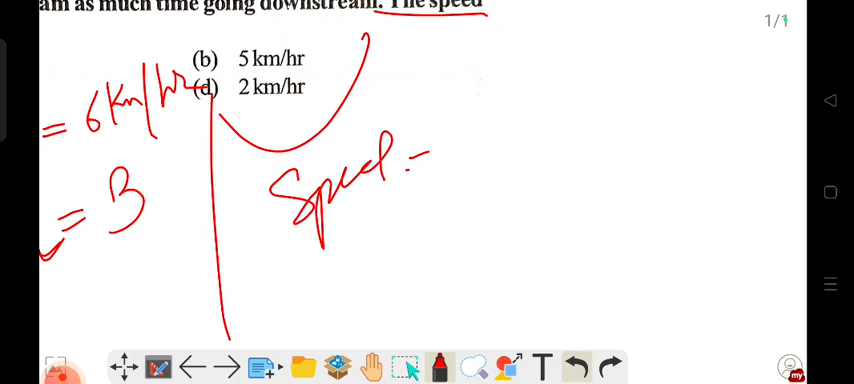 am as much time going downstream. The speed
1/1
(b) 5 km/hr
(d) 2 km/hr
= 6 Km/hr
Speed =
= B
T
my